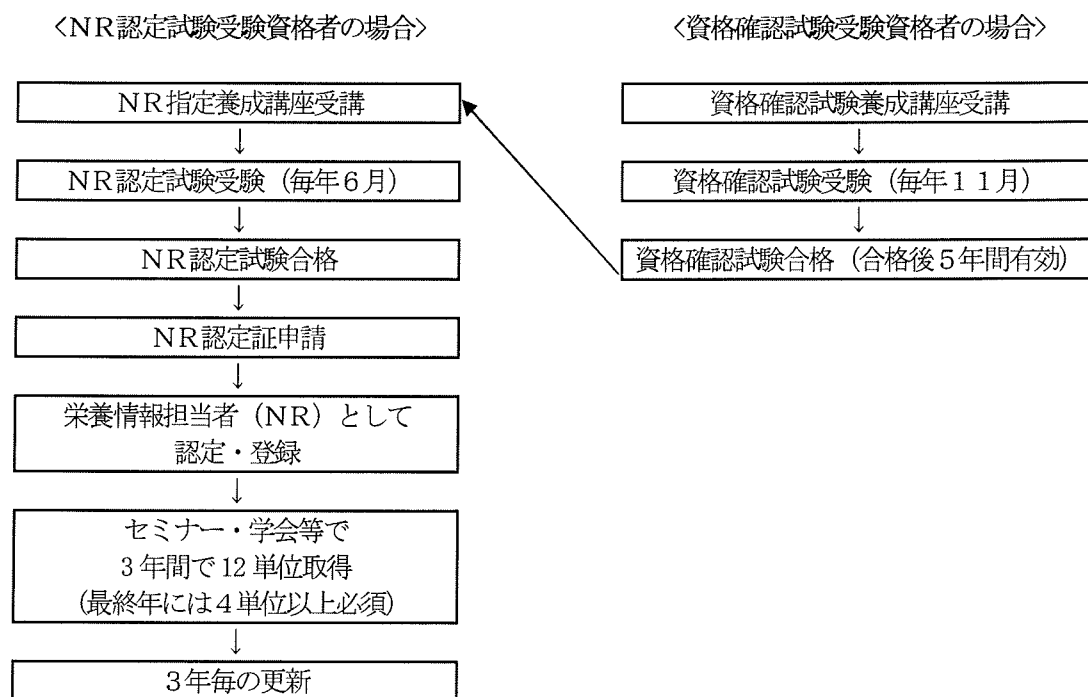 〈NR認定試験受験資格者の場合〉
NR指定養成講座受講
↓
NR認定試験受験（毎年6月）
↓
NR認定試験合格
↓
NR認定証申請
↓
栄養情報担当者（NR）として
認定・登録
↓
セミナー・学会等で
3年間で12単位取得
(最終年には4単位以上必須)
↓
3年毎の更新
〈資格確認試験受験資格者の場合〉
資格確認試験養成講座受講
↓
資格確認試験受験（毎年11月）
↓
資格確認試験合格（合格後5年間有効）